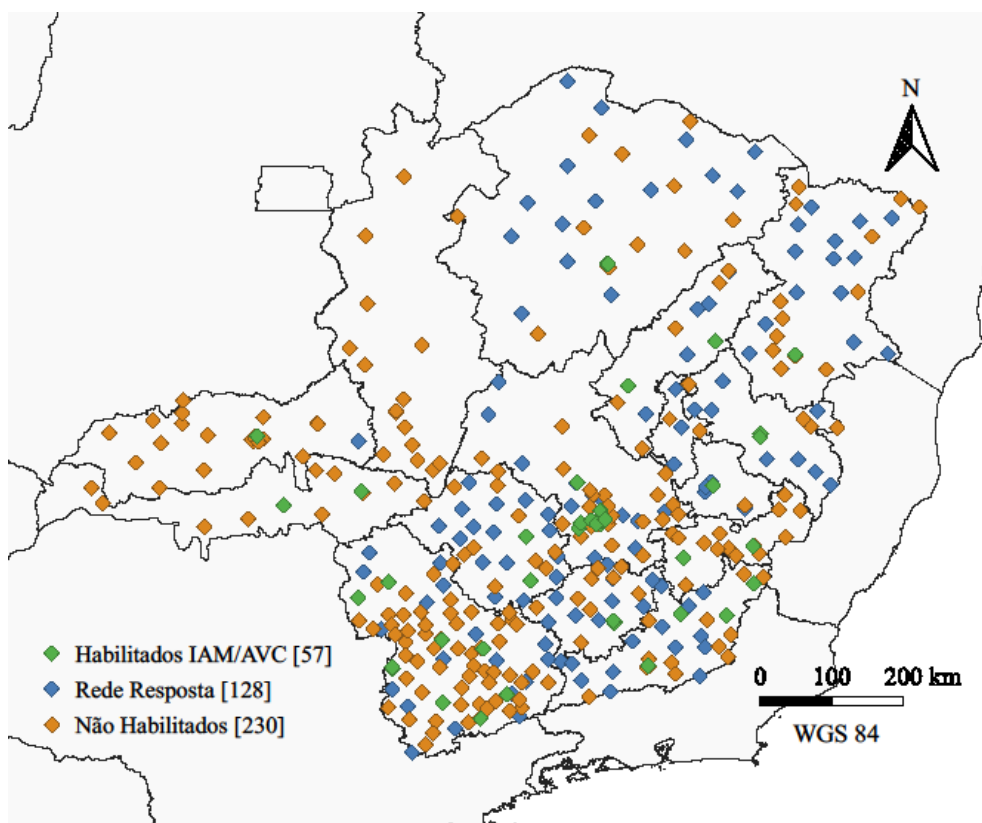 N
Habilitados IAM/AVC [57]
Rede Resposta [128]
Não Habilitados [230]
0 100 200 km
WGS 84